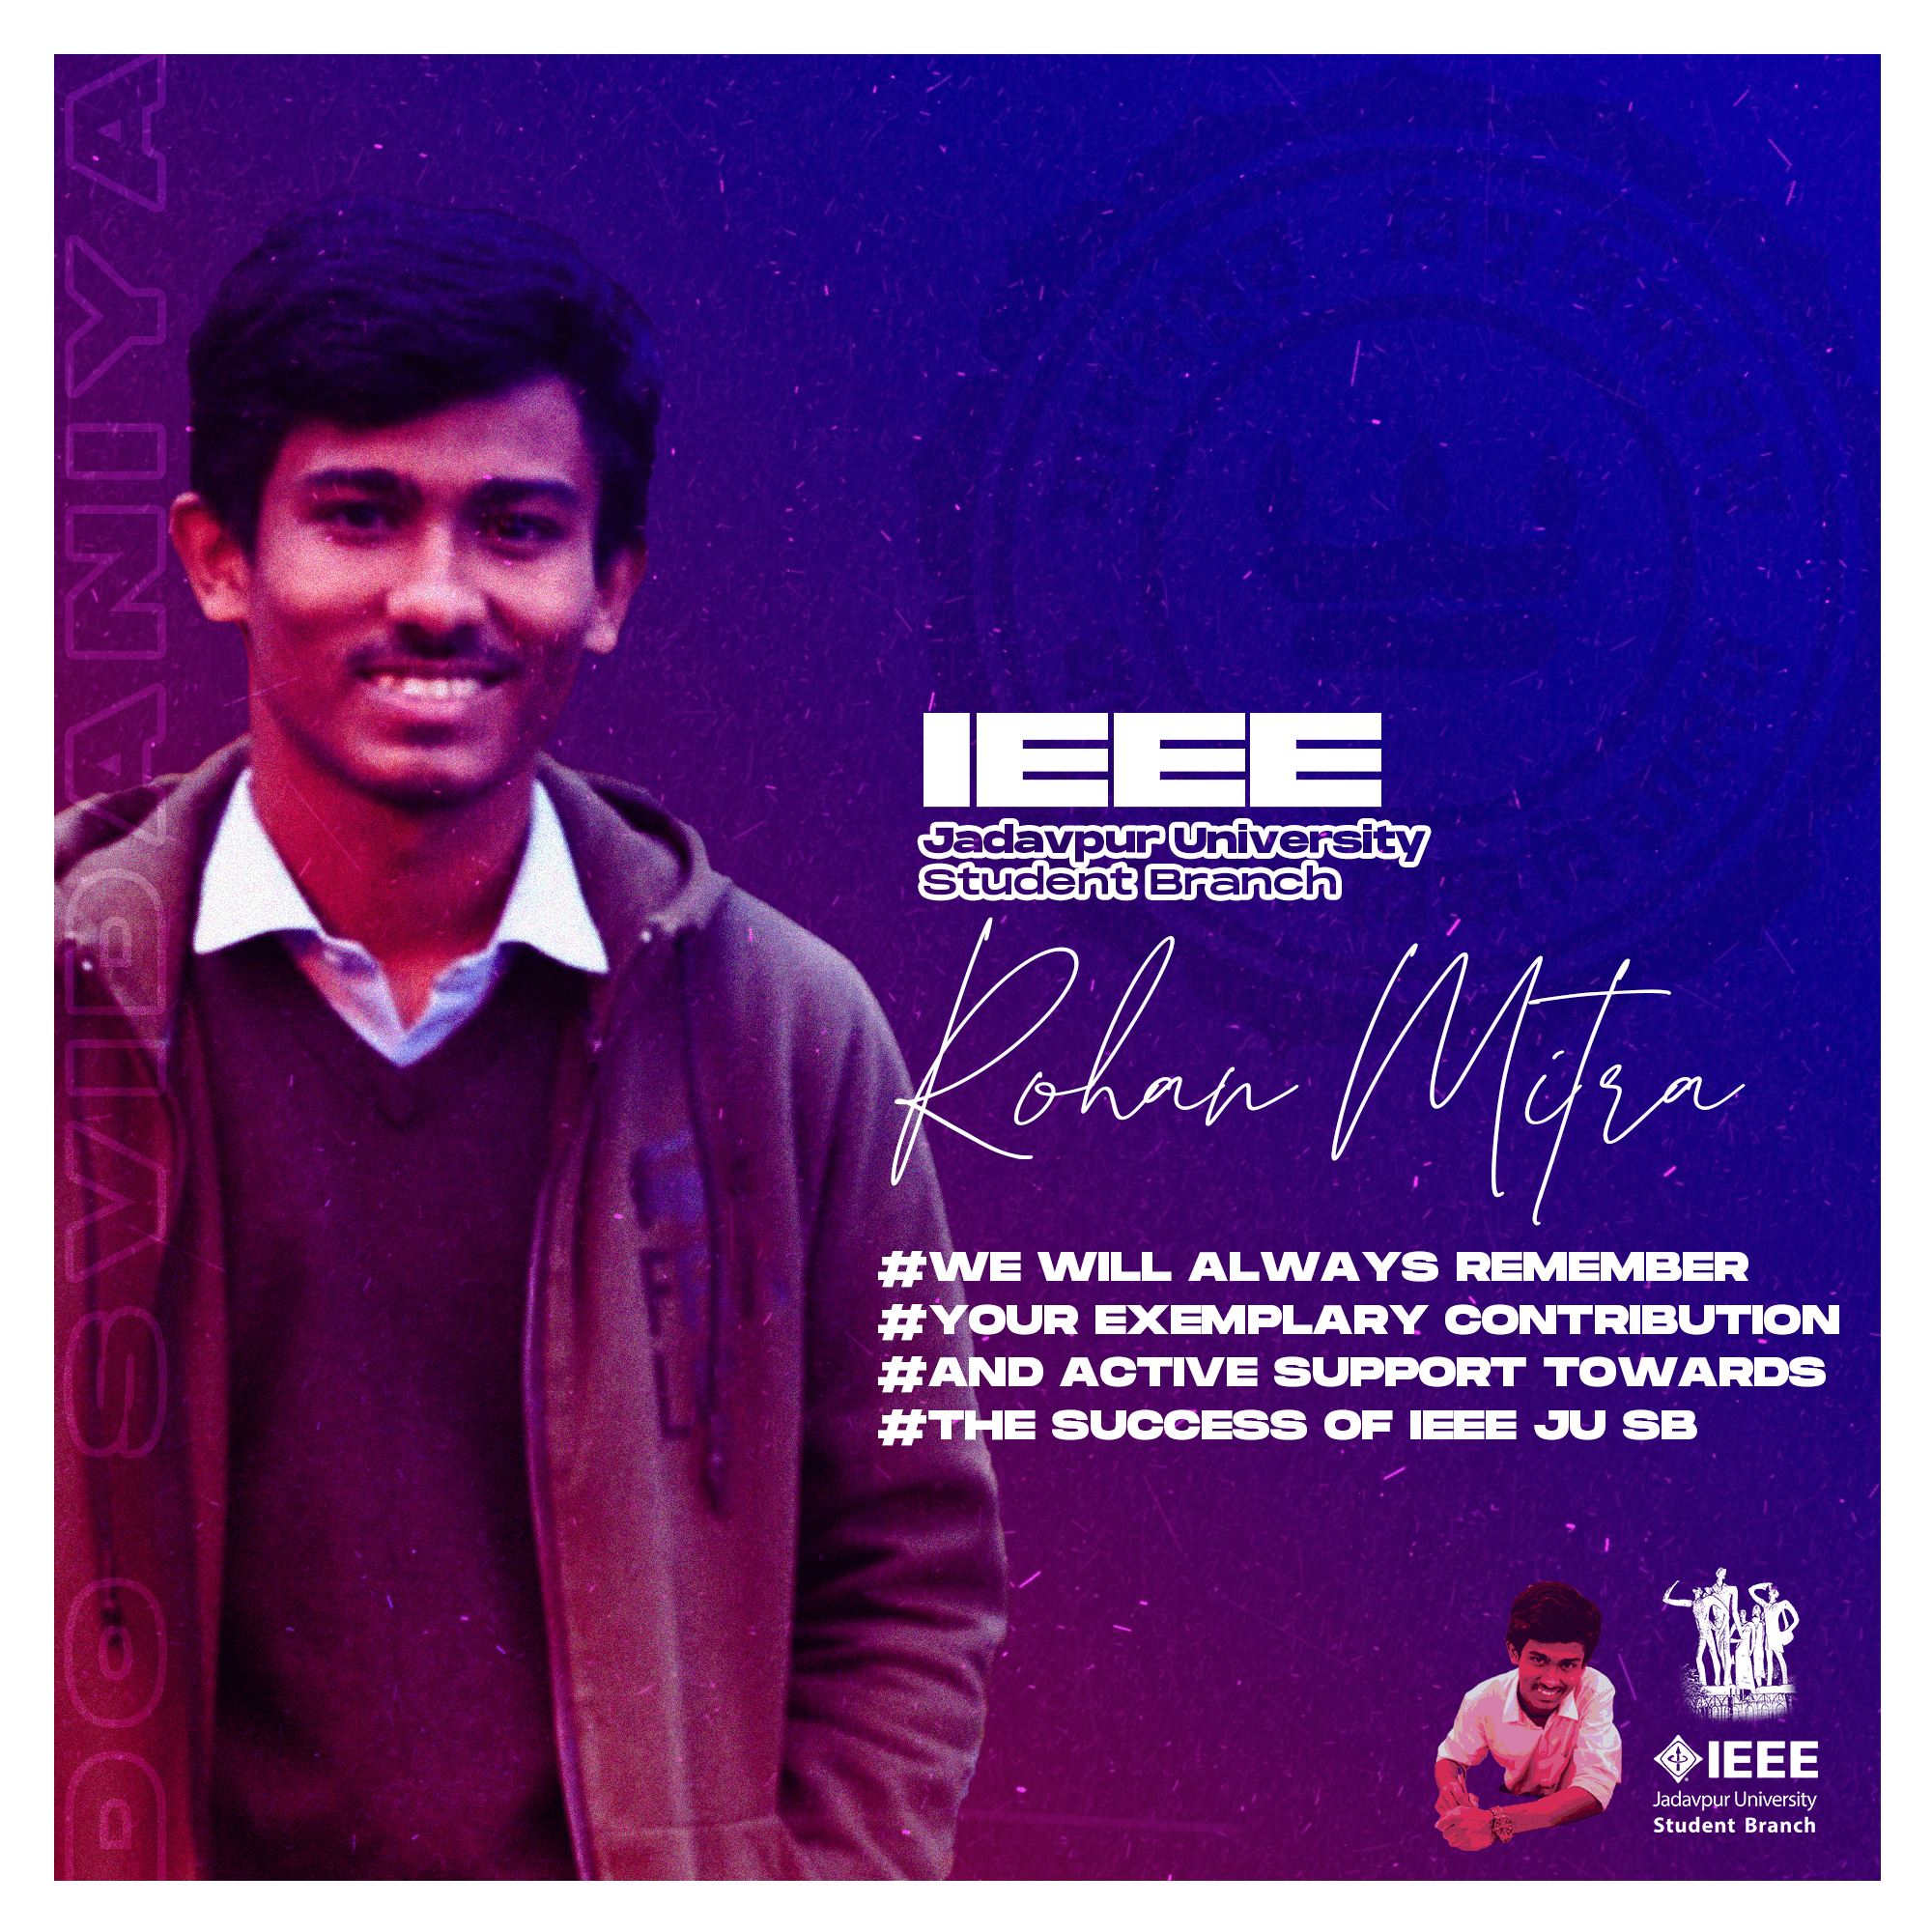 DO SVIDANIYA
IEEE
Jadavpur University
Student Branch
Rohan Mitra
#WE WILL ALWAYS REMEMBER
#YOUR EXEMPLARY CONTRIBUTION
#AND ACTIVE SUPPORT TOWARDS
#THE SUCCESS OF IEEE JU SB
IEEE
Jadavpur University
Student Branch